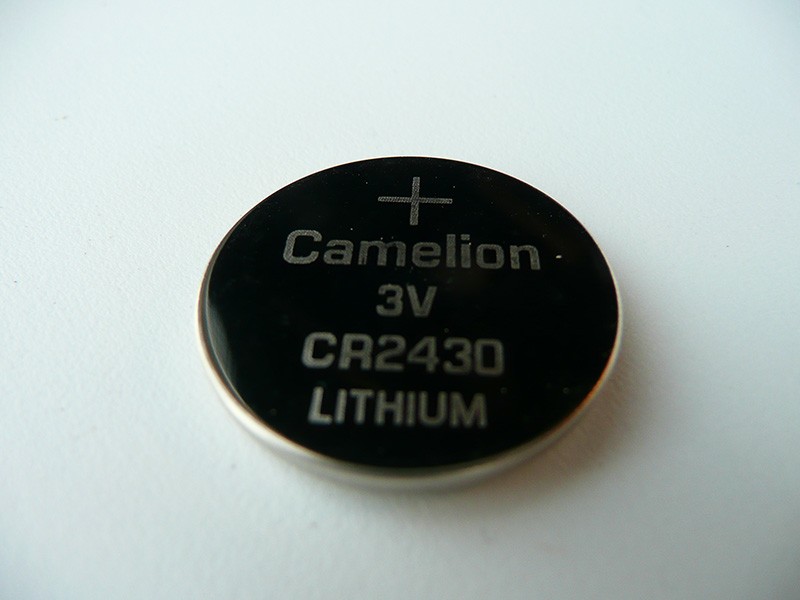 +
Camelion
3V
CR2430
LITHIUM